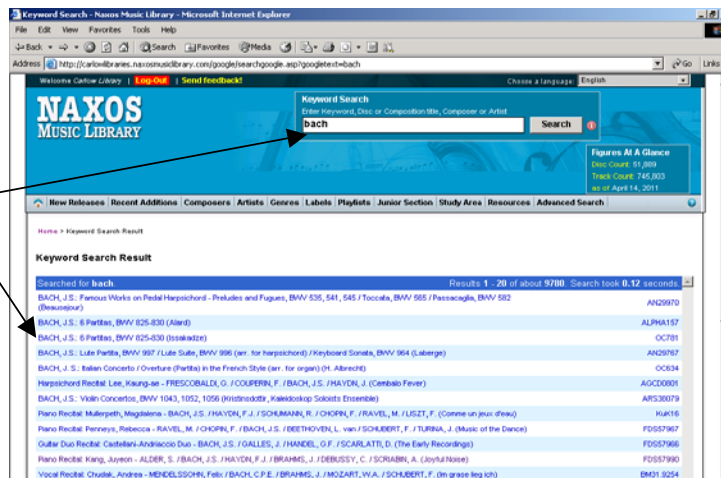 Keyword Search - Naxos Music Library - Microsoft Internet Explorer
File Edit View Favorites Tools Help
Back Search Favorites Media
Address http://carlowlibraries.naxosmusiclibrary.com/google/searchgoogle.asp?googletext=bach Go Links
Welcome Carlow Library | Log-Out | Send feedback! Choose a language: English
NAXOS
MUSIC LIBRARY
Keyword Search
Enter Keyword, Disc or Composition title, Composer or Artist
bach Search
Figures At A Glance
Disc Count: 51,809
Track Count: 745,803
as of April 14, 2011
New Releases Recent Additions Composers Artists Genres Labels Playlists Junior Section Study Area Resources Advanced Search
Home > Keyword Search Result
Keyword Search Result
Searched for bach. Results 1 - 20 of about 9780. Search took 0.12 seconds.
BACH, J.S.: Famous Works on Pedal Harpsichord - Preludes and Fugues, BWV 535, 541, 545 / Toccata, BWV 565 / Passacaglia, BWV 582
(Beausejour) AN29970
BACH, J.S.: 6 Partitas, BWV 825-830 (Alard) ALPHA157
BACH, J.S.: 6 Partitas, BWV 825-830 (Issakadze) OC781
BACH, J.S.: Lute Partita, BWV 997 / Lute Suite, BWV 996 (arr. for harpsichord) / Keyboard Sonata, BWV 964 (Laberge) AN29767
BACH, J. S.: Italian Concerto / Overture (Partita) in the French Style (arr. for organ) (H. Albrecht) OC634
Harpsichord Recital: Lee, Kaung-ae - FRESCOBALDI, G. / COUPERIN, F. / BACH, J.S. / HAYDN, J. (Cembalo Fever) AGCD0801
BACH, J.S.: Violin Concertos, BWV 1043, 1052, 1056 (Kristinsdottir, Kaleidoskop Soloists Ensemble) ARS38079
Piano Recital: Mullerpeth, Magdalena - BACH, J.S. / HAYDN, F.J. / SCHUMANN, R. / CHOPIN, F. / RAVEL, M. / LISZT, F. (Comme un jeux d'eau) KuK16
Piano Recital: Penneys, Rebecca - RAVEL, M. / CHOPIN, F. / BACH, J.S. / BEETHOVEN, L. van / SCHUBERT, F. / TURINA, J. (Music of the Dance) FDS57967
Guitar Duo Recital: Castellani-Andriaccio Duo - BACH, J.S. / GALLES, J. / HANDEL, G.F. / SCARLATTI, D. (The Early Recordings) FDS57966
Piano Recital: Kang, Juyeon - ALDER, S. / BACH, J.S. / HAYDN, F.J. / BRAHMS, J. / DEBUSSY, C. / SCRIABIN, A. (Joyful Noise) FDS57990
Vocal Recital: Chudak, Andrea - MENDELSSOHN, Felix / BACH, C.P.E. / BRAHMS, J. / MOZART, W.A. / SCHUBERT, F. (Im grase lieg ich) BM31.9254